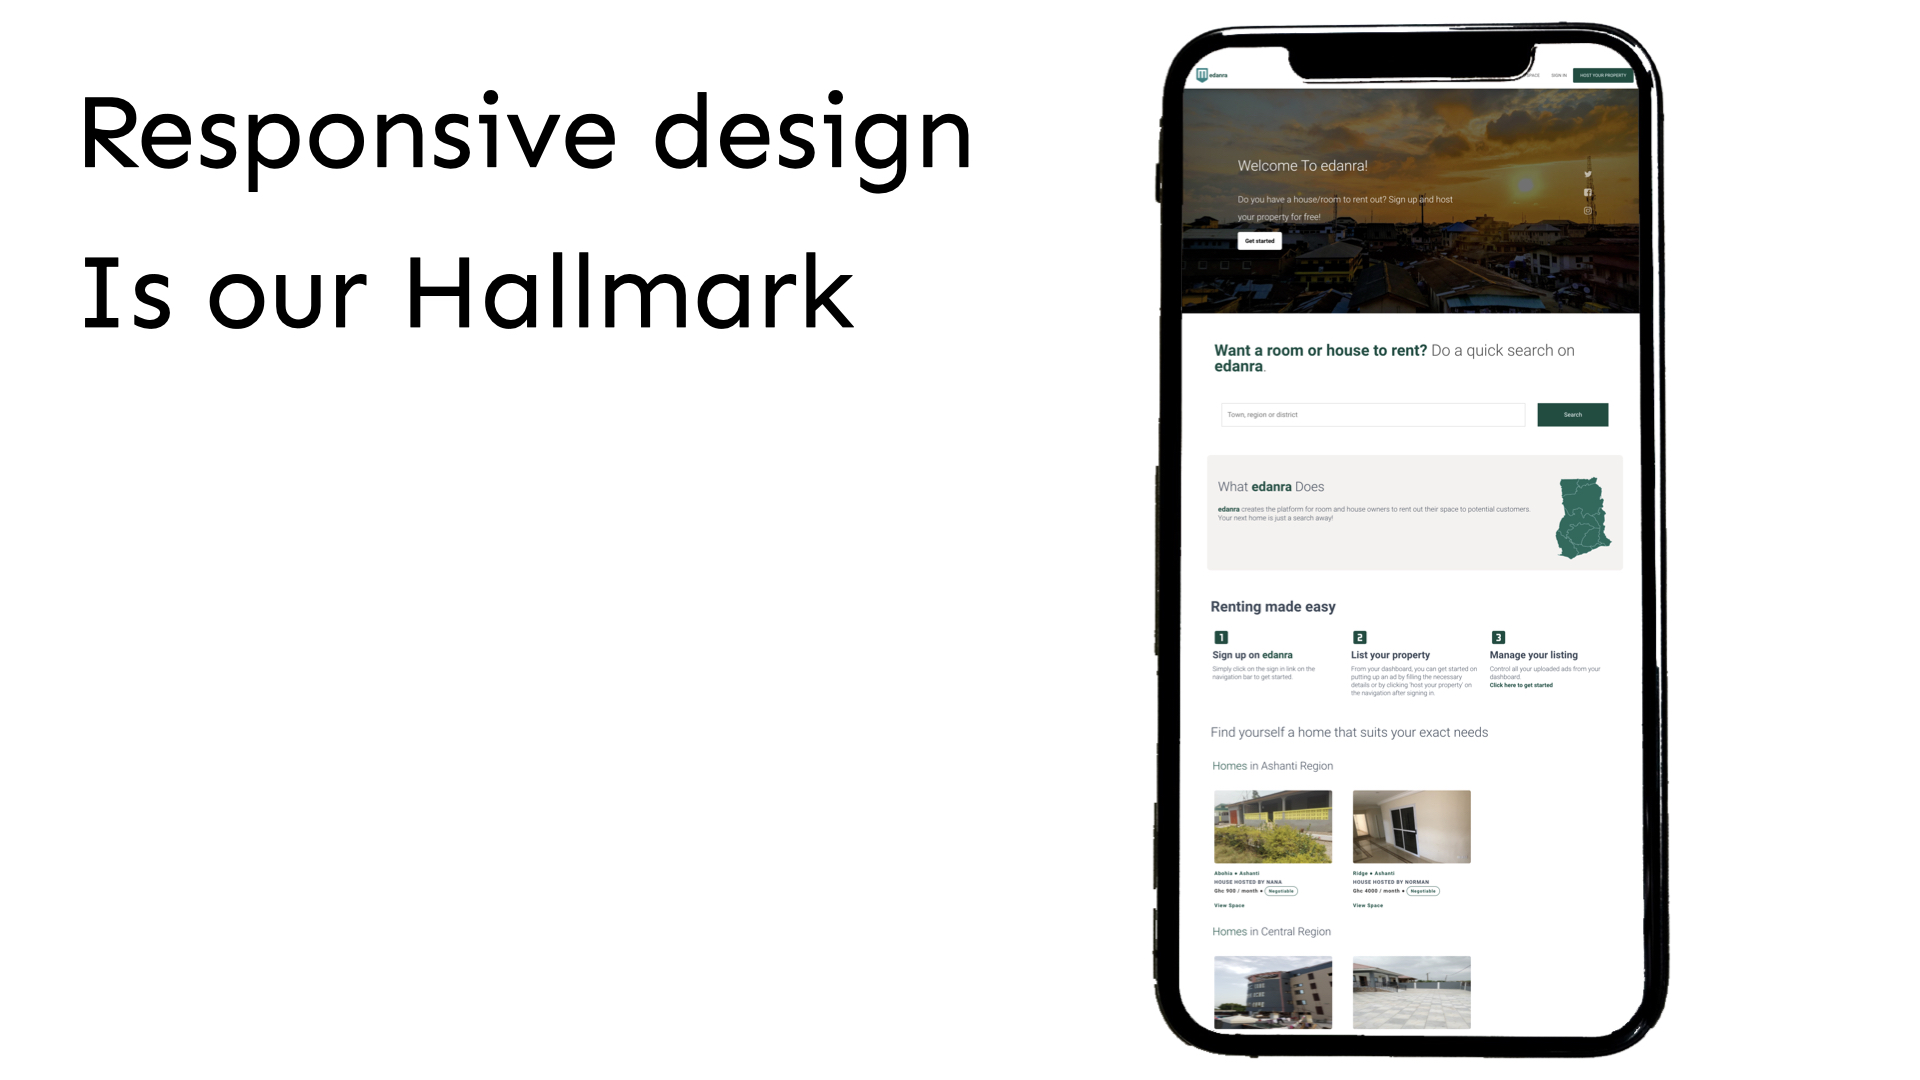 Responsive design
Is our Hallmark
edanra
SPACE
SIGN IN
HOST YOUR PROPERTY
Welcome To edanra!
Do you have a house/room to rent out? Sign up and host
your property for free!
Get started
Want a room or house to rent? Do a quick search on
edanra.
Town, region or district
Search
What edanra Does
edanra creates the platform for room and house owners to rent out their space to potential customers.
Your next home is just a search away!
Renting made easy
1
Sign up on edanra
Simply click on the sign in link on the
navigation bar to get started.
2
List your property
From your dashboard, you can get started on
putting up an ad by filling the necessary
details or by clicking 'host your property' on
the navigation after signing in.
3
Manage your listing
Control all your uploaded ads from your
dashboard.
Click here to get started
Find yourself a home that suits your exact needs
Homes in Ashanti Region
Abohia • Ashanti
HOUSE HOSTED BY NANA
Ghc 900 / month • Negotiable
View Space
Ridge • Ashanti
HOUSE HOSTED BY NORMAN
Ghc 4000 / month • Negotiable
View Space
Homes in Central Region